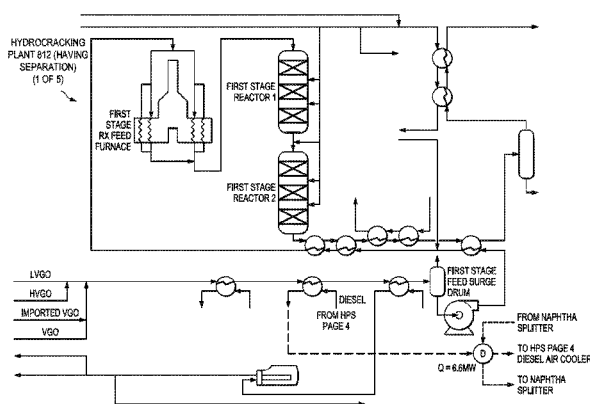 HYDROCRACKING
PLANT 812 (HAVING
SEPARATION)
(1 OF 5)
FIRST
STAGE
RX FEED
FURNACE
FIRST STAGE
REACTOR 1
FIRST STAGE
REACTOR 2
LVGO
HVGO
IMPORTED VGO
VGO
DIESEL
FROM HPS
PAGE 4
FIRST STAGE
FEED SURGE
DRUM
FROM NAPHTHA
SPLITTER
D
Q = 6.6MW
TO HPS PAGE 4
DIESEL AIR COOLER
TO NAPHTHA
SPLITTER